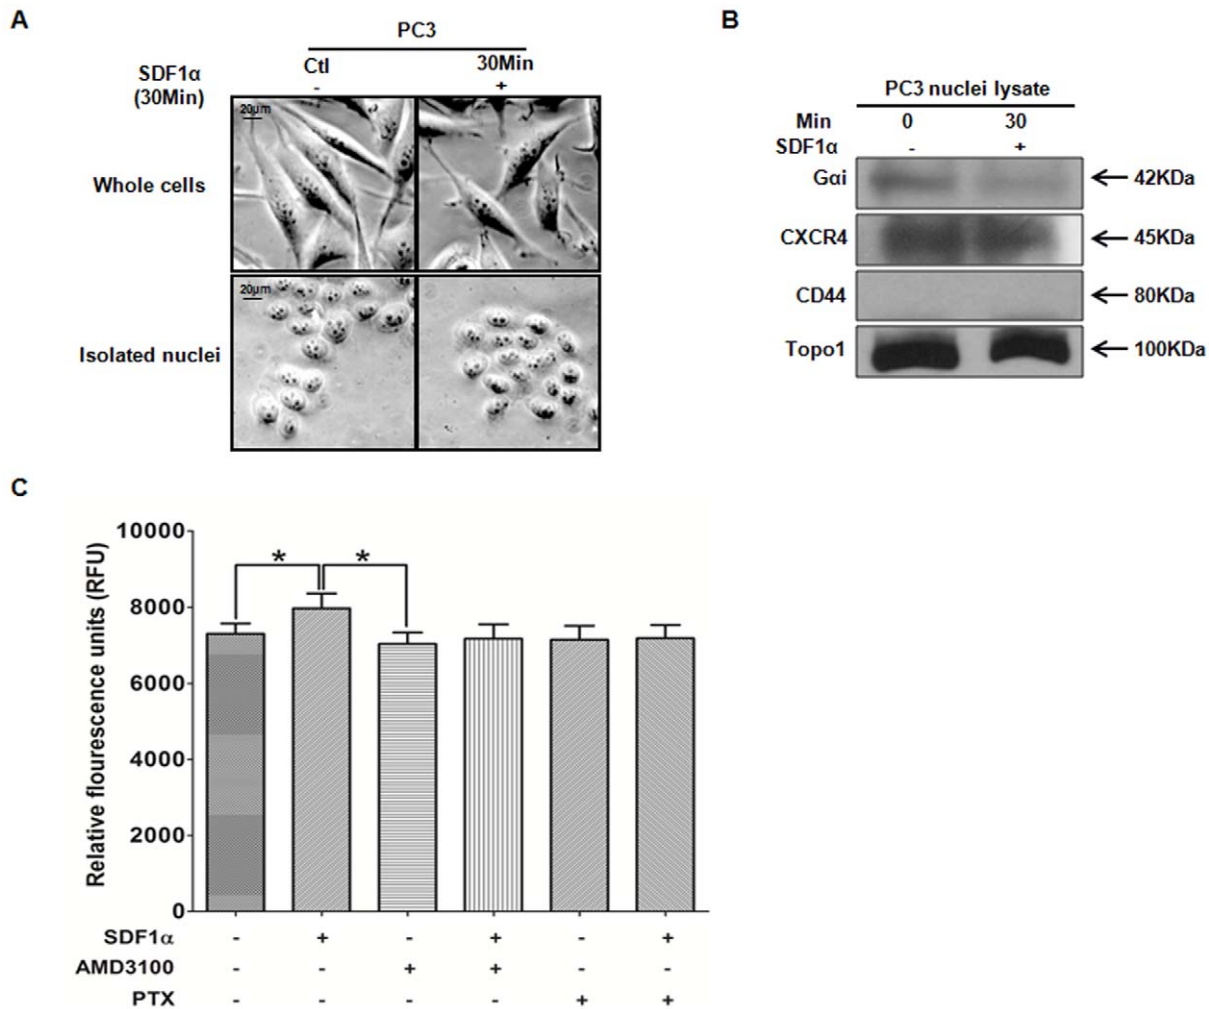 A
PC3
SDF1α
(30Min)
Ctl
30Min
-
+
20µm
Whole cells
20µm
Isolated nuclei
B
PC3 nuclei lysate
Min 0 30
SDF1α - +
Gαi 42KDa
CXCR4 45KDa
CD44 80KDa
Topo1 100KDa
C
Relative flourescence units (RFU)
10000
8000
6000
4000
2000
0
* *
SDF1α - + - + - +
AMD3100 - - + + - -
PTX - - - - + +